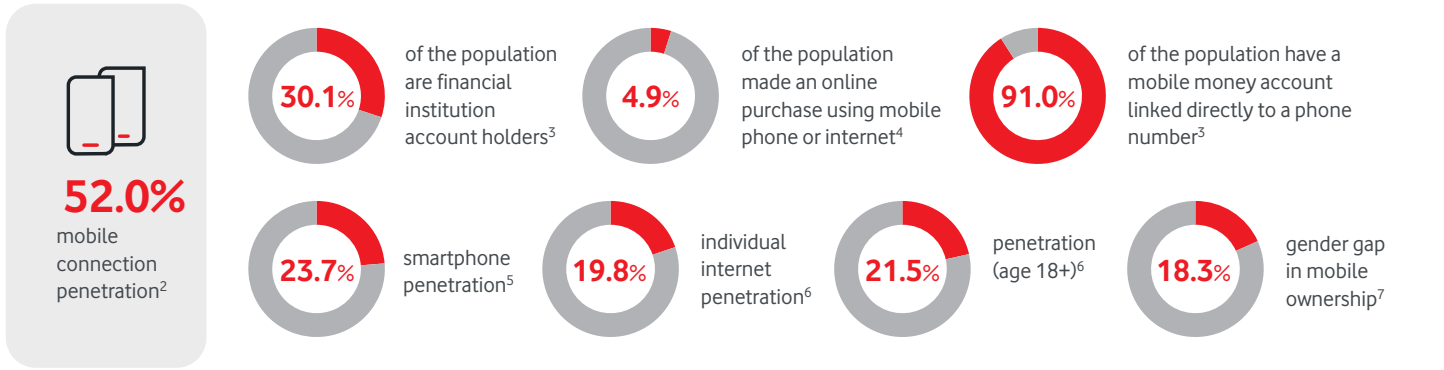 52.0%
mobile
connection
penetration2
30.1%
of the population
are financial
institution
account holders3
4.9%
of the population
made an online
purchase using mobile
phone or internet4
91.0%
of the population have a
mobile money account
linked directly to a phone
number3
23.7%
smartphone
penetration5
19.8%
individual
internet
penetration6
21.5%
penetration
(age 18+)6
18.3%
gender gap
in mobile
ownership7